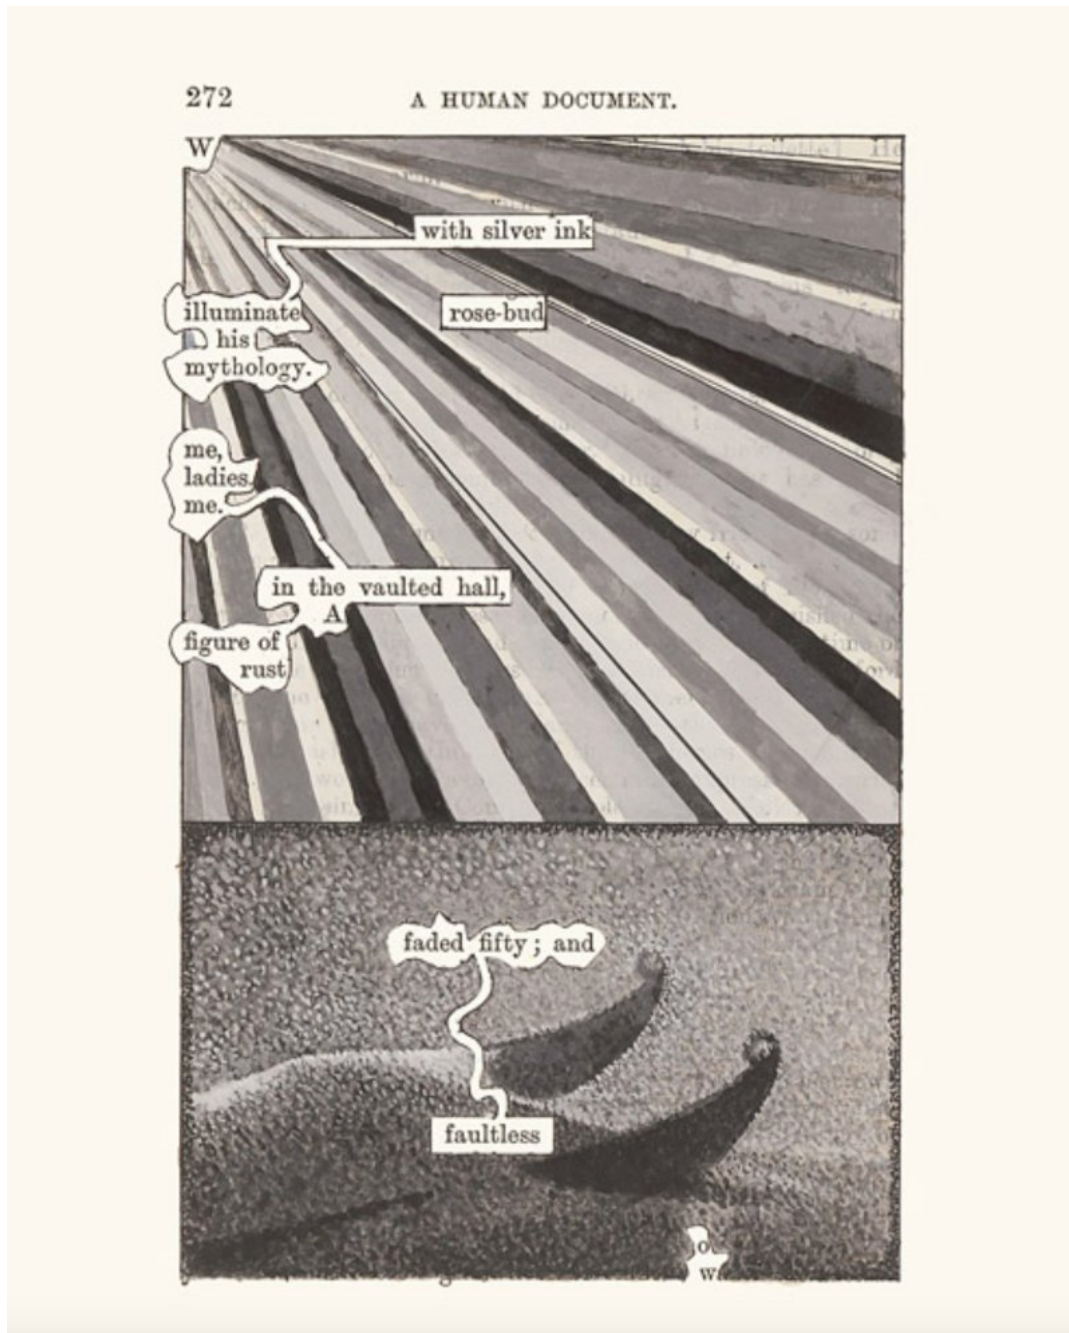 272
A HUMAN DOCUMENT.
W
with silver ink
illuminate
rose-bud
his
mythology.
me,
ladies
me.
in the vaulted hall,
A
figure of
rust
faded fifty; and
faultless